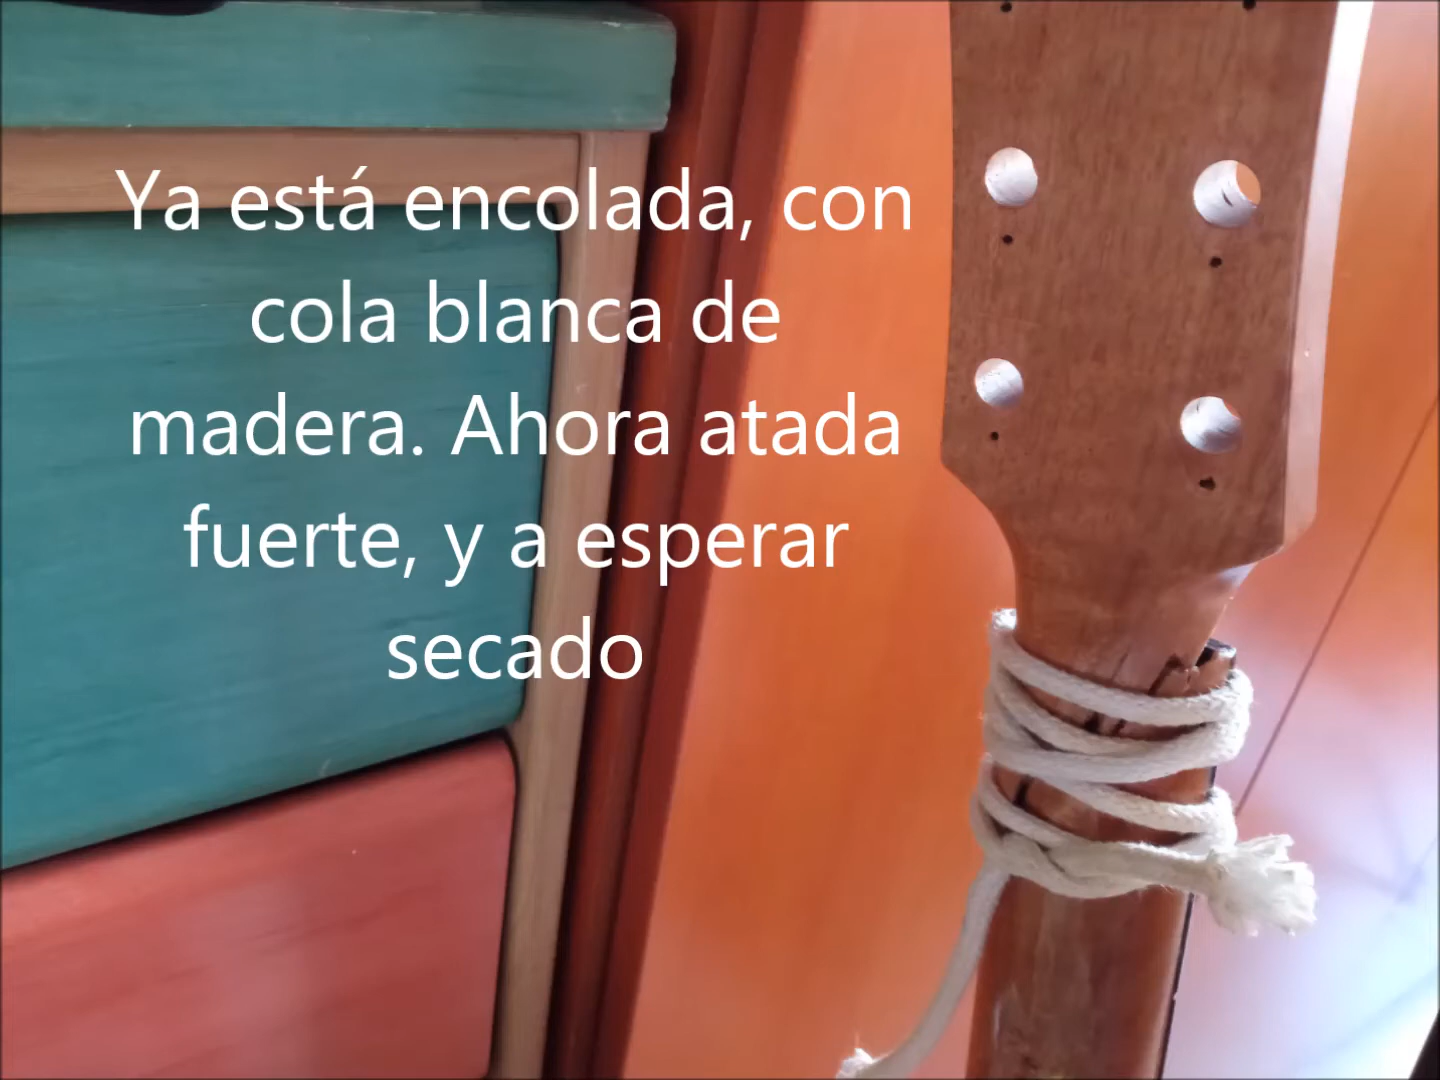 Ya está encolada, con
cola blanca de
madera. Ahora atada
fuerte, y a esperar
secado